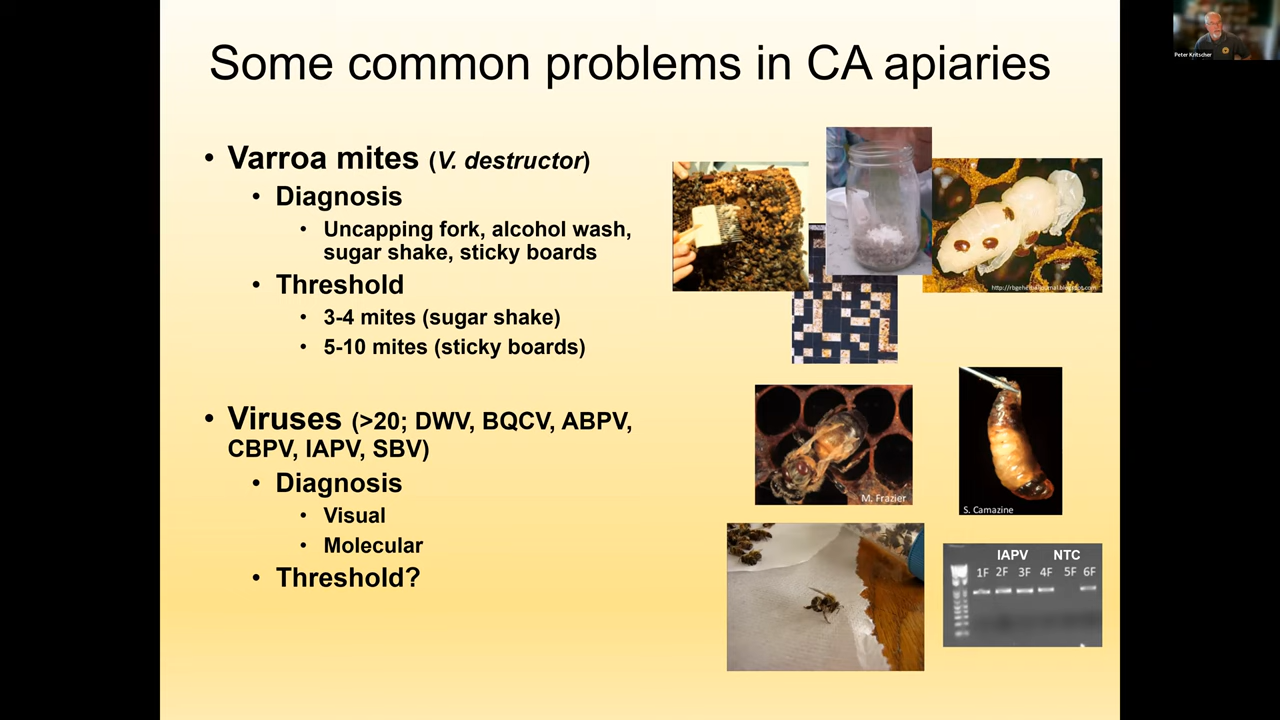 Some common problems in CA apiaries
Peter Kritscher
• Varroa mites (V. destructor)
• Diagnosis
• Uncapping fork, alcohol wash,
sugar shake, sticky boards
• Threshold
• 3-4 mites (sugar shake)
• 5-10 mites (sticky boards)
• Viruses (>20; DWV, BQCV, ABPV,
CBPV, IAPV, SBV)
• Diagnosis
• Visual
• Molecular
• Threshold?
M. Frazier
S. Camazine
IAPV NTC
1F 2F 3F 4F 5F 6F